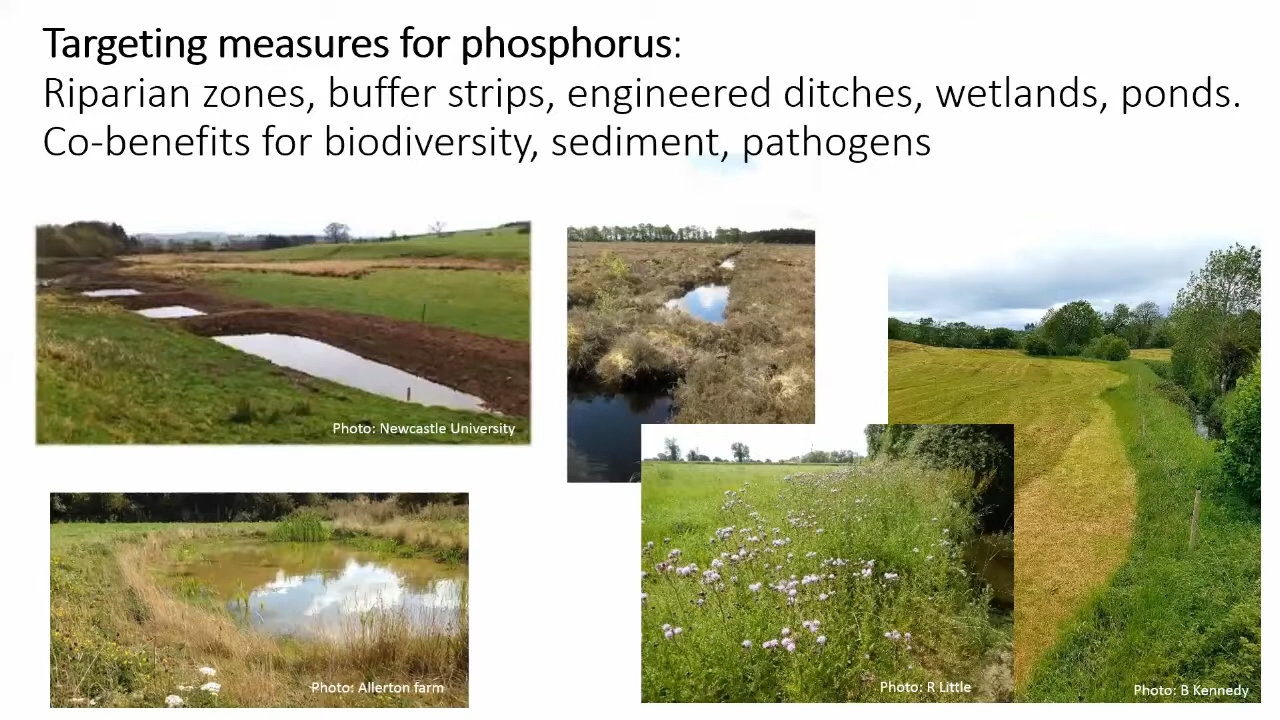 Targeting measures for phosphorus:
Riparian zones, buffer strips, engineered ditches, wetlands, ponds.
Co-benefits for biodiversity, sediment, pathogens
Photo: Newcastle University
Photo: Allerton farm
Photo: R Little
Photo: B Kennedy